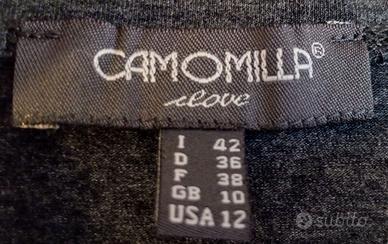 CAMOMILLA®
ilove
I 42
D 36
F 38
GB 10
USA 12
subito